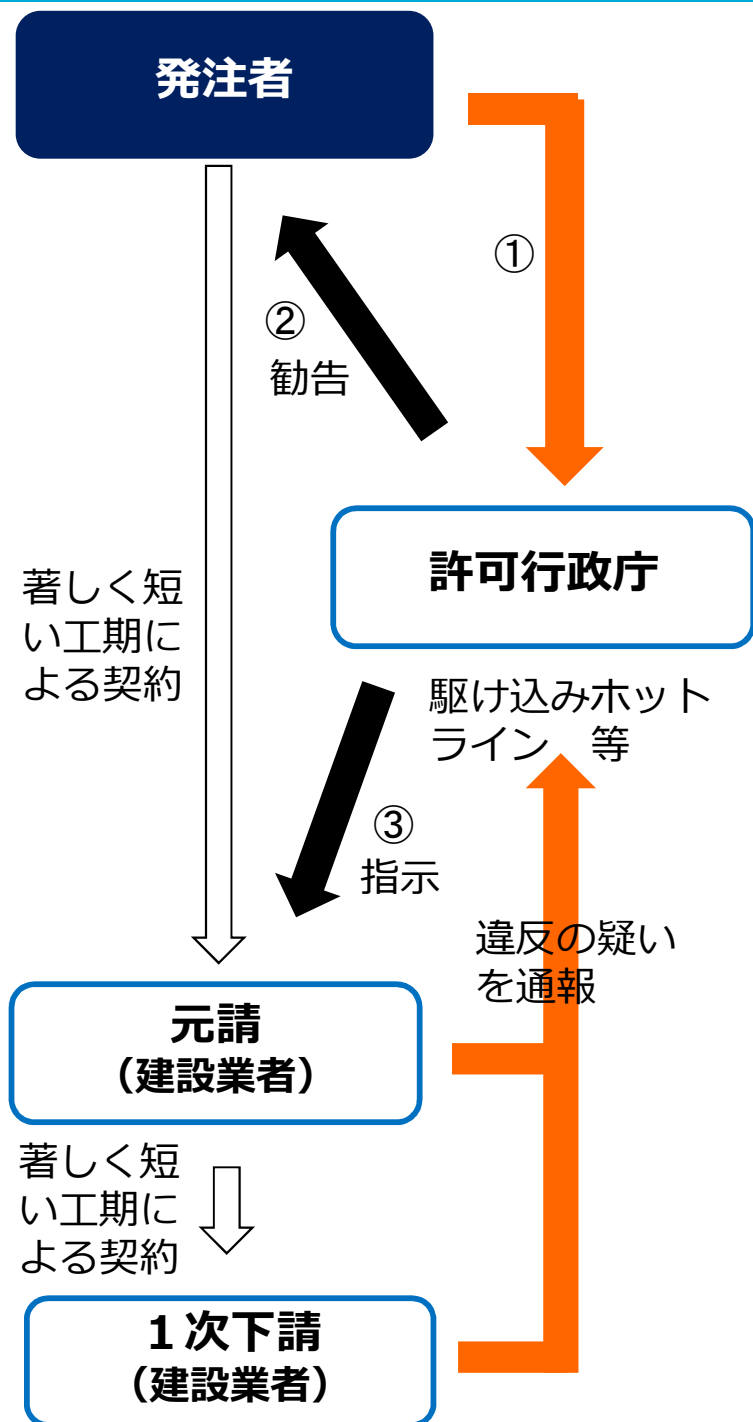 発注者
①
②
勧告
許可行政庁
著しく短
い工期に
よる契約
駆け込みホット
ライン　等
③
指示
違反の疑い
を通報
元請
（建設業者）
著しく短
い工期に
よる契約
１次下請
（建設業者）